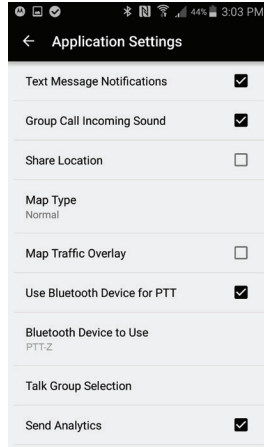 44% 3:03 PM
Application Settings
Text Message Notifications
Group Call Incoming Sound
Share Location
Map Type
Normal
Map Traffic Overlay
Use Bluetooth Device for PTT
Bluetooth Device to Use
PTT-Z
Talk Group Selection
Send Analytics